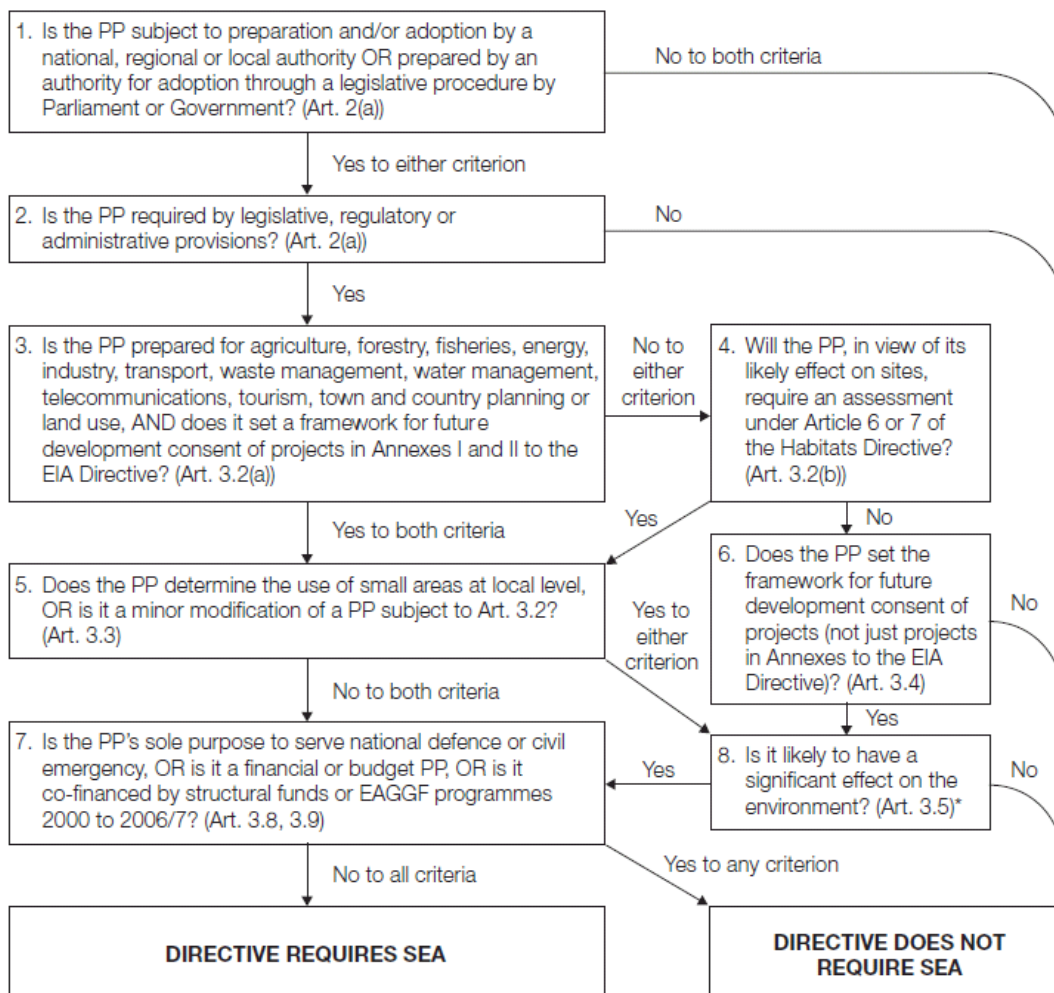 1. Is the PP subject to preparation and/or adoption by a
national, regional or local authority OR prepared by an
authority for adoption through a legislative procedure by
Parliament or Government? (Art. 2(a))
No to both criteria
Yes to either criterion
2. Is the PP required by legislative, regulatory or
administrative provisions? (Art. 2(a))
No
Yes
3. Is the PP prepared for agriculture, forestry, fisheries, energy,
industry, transport, waste management, water management,
telecommunications, tourism, town and country planning or
land use, AND does it set a framework for future
development consent of projects in Annexes I and II to the
EIA Directive? (Art. 3.2(a))
No to
either
criterion
4. Will the PP, in view of its
likely effect on sites,
require an assessment
under Article 6 or 7
of the Habitats Directive?
(Art. 3.2(b))
Yes to both criteria
Yes
No
5. Does the PP determine the use of small areas at local level,
OR is it a minor modification of a PP subject to Art. 3.2?
(Art. 3.3)
Yes to
either
criterion
6. Does the PP set the
framework for future
development consent of
projects (not just projects
in Annexes to the EIA
Directive)? (Art. 3.4)
No
No to both criteria
Yes
7. Is the PP's sole purpose to serve national defence or civil
emergency, OR is it a financial or budget PP, OR is it
co-financed by structural funds or EAGGF programmes
2000 to 2006/7? (Art. 3.8, 3.9)
Yes
8. Is it likely to have a
significant effect on the
environment? (Art. 3.5)*
No
No to all criteria
Yes to any criterion
DIRECTIVE REQUIRES SEA
DIRECTIVE DOES NOT
REQUIRE SEA